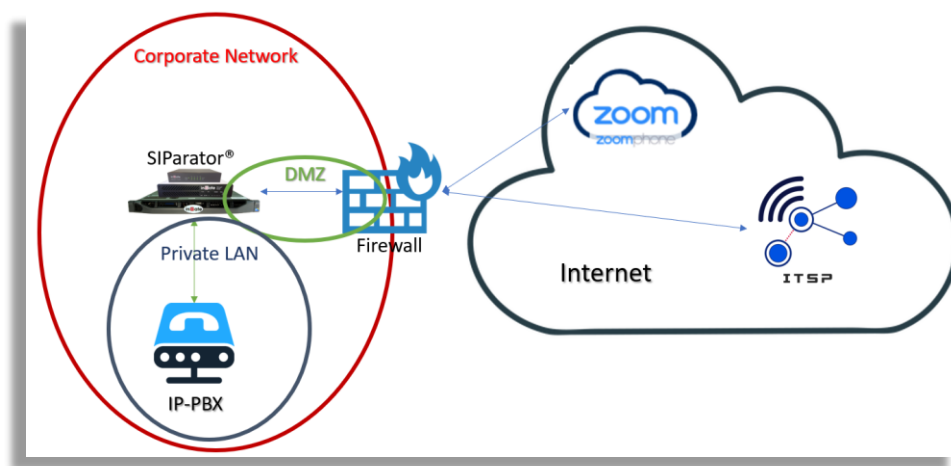 Corporate Network
SIParator®
DMZ
Firewall
Private LAN
IP-PBX
zoom
zoomphone
Internet
ITSP